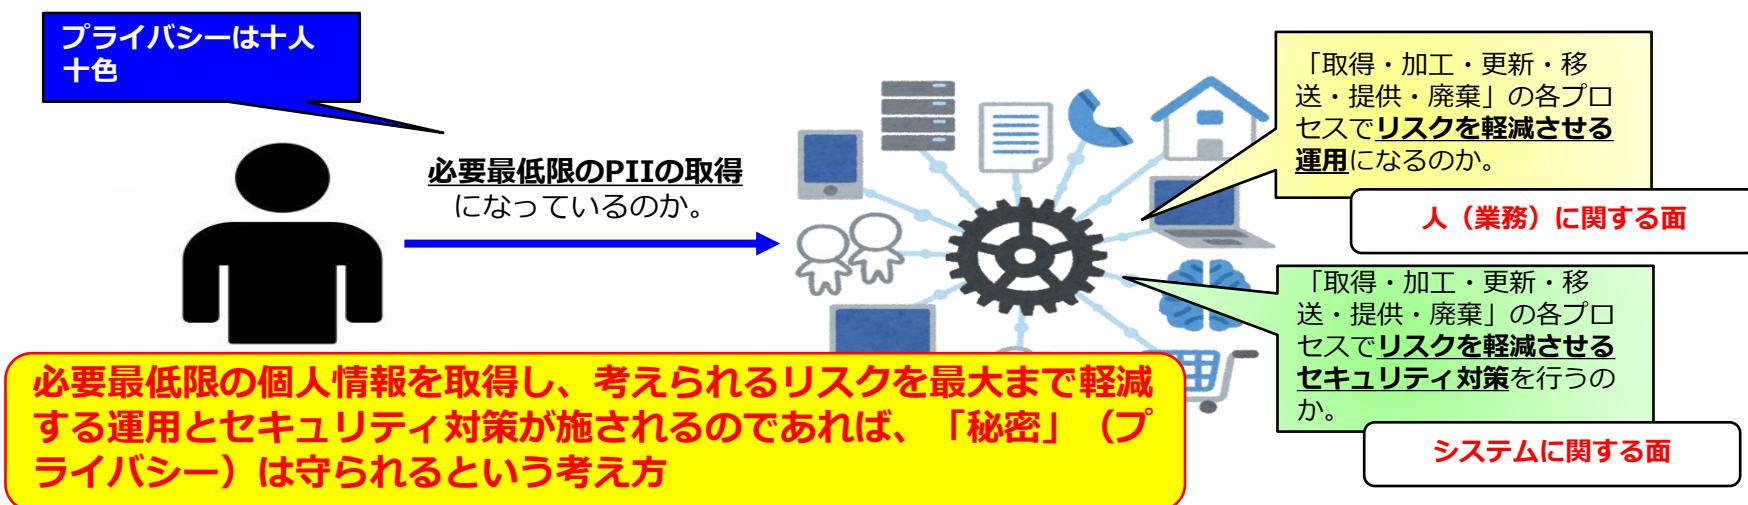 プライバシーは十人
十色
必要最低限のPIIの取得
になっているのか。
「取得・加工・更新・移
送・提供・廃棄」の各プロ
セスでリスクを軽減させる
運用になるのか。
人（業務）に関する面
「取得・加工・更新・移
送・提供・廃棄」の各プロ
セスでリスクを軽減させる
セキュリティ対策を行うの
か。
システムに関する面
必要最低限の個人情報を取得し、考えられるリスクを最大まで軽減
する運用とセキュリティ対策が施されるのであれば、「秘密」（プ
ライバシー）は守られるという考え方